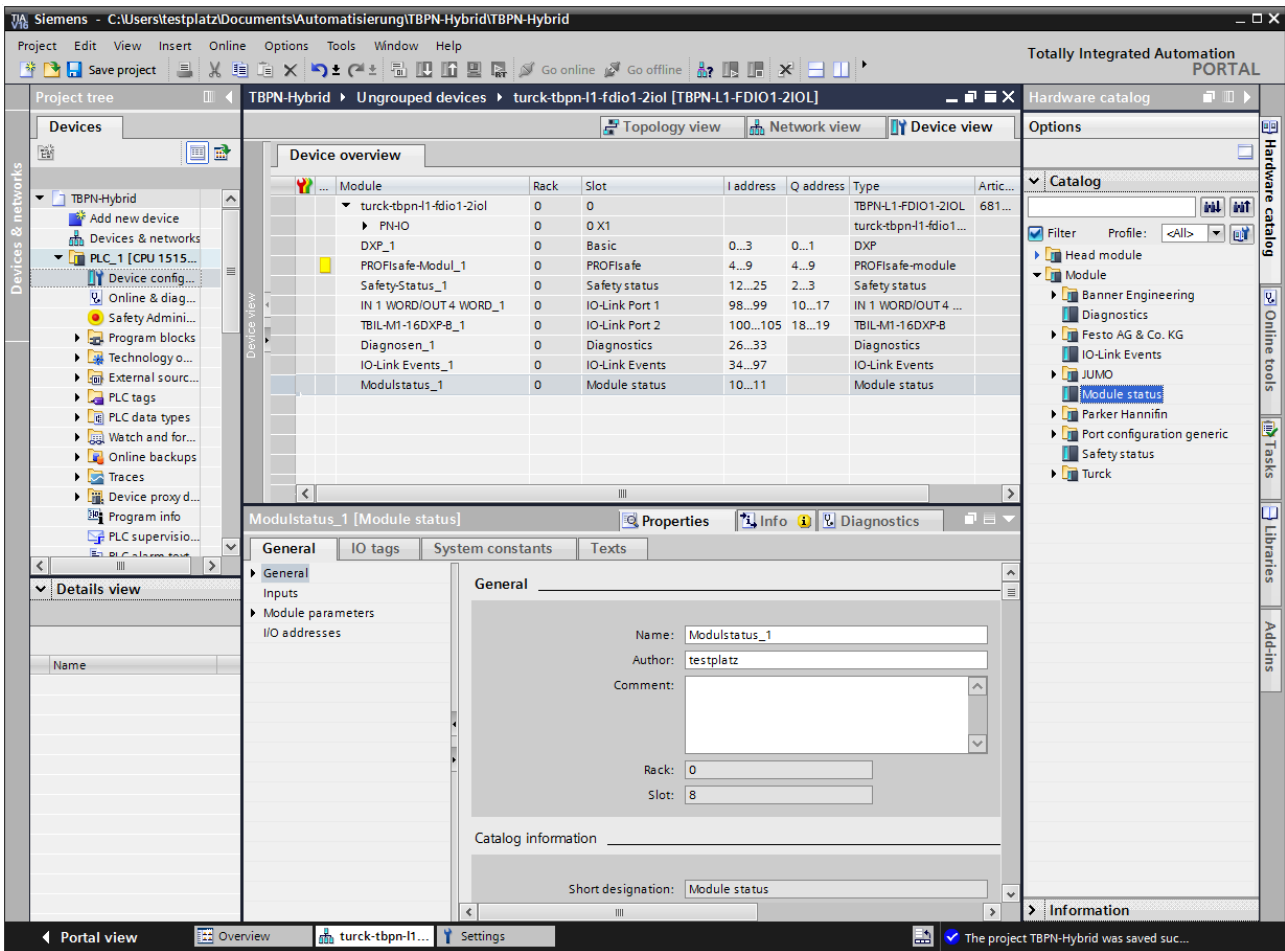 TIA V16 Siemens - C:\Users\testplatz\Documents\Automatisierung\TBPN-Hybrid\TBPN-Hybrid
Project Edit View Insert Online Options Tools Window Help
Save project Go online Go offline
Totally Integrated Automation
PORTAL
Project tree
Devices
TBPN-Hybrid
Add new device
Devices & networks
PLC_1 [CPU 1515...
Device config...
Online & diag...
Safety Admini...
Program blocks
Technology o...
External sourc...
PLC tags
PLC data types
Watch and for...
Online backups
Traces
Device proxy d...
Program info
PLC supervisio...
PLC alarm text
Details view
Name
Devices & networks
TBPN-Hybrid Ungrouped devices turck-tbpn-l1-fdio1-2iol [TBPN-L1-FDIO1-2IOL]
Topology view Network view Device view
Device overview
Device view
... Module Rack Slot I address Q address Type Artic...
turck-tbpn-l1-fdio1-2iol 0 0 TBPN-L1-FDIO1-2IOL 681...
PN-IO 0 0 X1 turck-tbpn-l1-fdio1...
DXP_1 0 Basic 0...3 0...1 DXP
PROFIsafe-Modul_1 0 PROFIsafe 4...9 4...9 PROFIsafe-module
Safety-Status_1 0 Safety status 12...25 2...3 Safety status
IN 1 WORD/OUT 4 WORD_1 0 IO-Link Port 1 98...99 10...17 IN 1 WORD/OUT 4 ...
TBIL-M1-16DXP-B_1 0 IO-Link Port 2 100...105 18...19 TBIL-M1-16DXP-B
Diagnosen_1 0 Diagnostics 26...33 Diagnostics
IO-Link Events_1 0 IO-Link Events 34...97 IO-Link Events
Modulstatus_1 0 Module status 10...11 Module status
Modulstatus_1 [Module status]
Properties Info Diagnostics
General IO tags System constants Texts
General
Inputs
Module parameters
I/O addresses
General
Name: Modulstatus_1
Author: testplatz
Comment:
Rack: 0
Slot: 8
Catalog information
Short designation: Module status
Hardware catalog
Options
Catalog
Filter Profile: <All>
Head module
Module
Banner Engineering
Diagnostics
Festo AG & Co. KG
IO-Link Events
JUMO
Module status
Parker Hannifin
Port configuration generic
Safety status
Turck
Information
Hardware catalog
Online tools
Tasks
Libraries
Add-ins
Portal view Overview turck-tbpn-l1... Settings The project TBPN-Hybrid was saved suc...